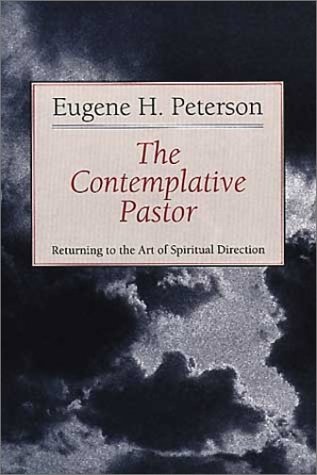 Eugene H. Peterson
The
Contemplative
Pastor
Returning to the Art of Spiritual Direction